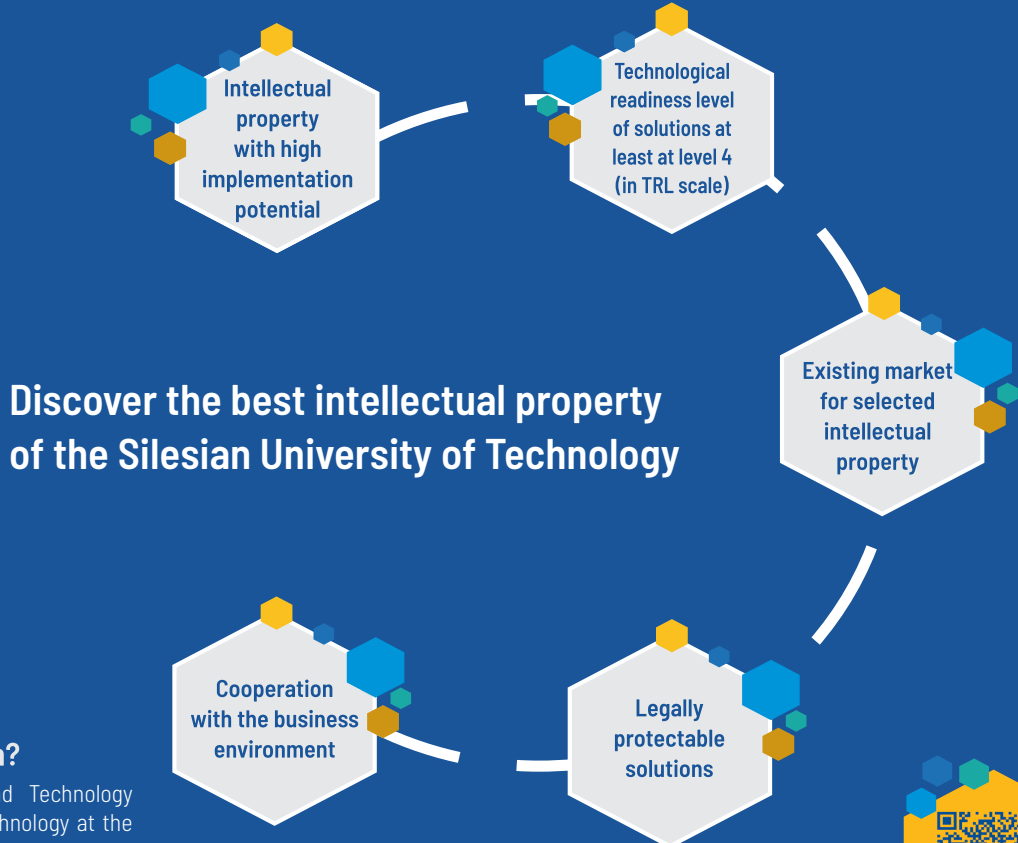 Intellectual
property
with high
implementation
potential
Technological
readiness level
of solutions at
least at level 4
(in TRL scale)
Existing market
for selected
intellectual
property
Discover the best intellectual property
of the Silesian University of Technology
Cooperation
with the business
environment
Legally
protectable
solutions
Technology
at the